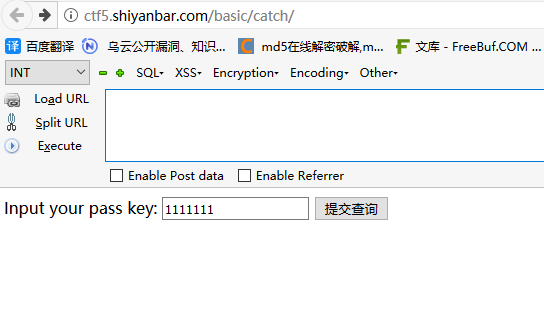 ctf5.shiyanbar.com/basic/catch/
百度翻译 乌云公开漏洞、知识... md5在线解密破解,m... 文库 - FreeBuf.COM ...
INT SQL XSS Encryption Encoding Other
Load URL
Split URL
Execute
Enable Post data Enable Referrer
Input your pass key: 1111111 提交查询